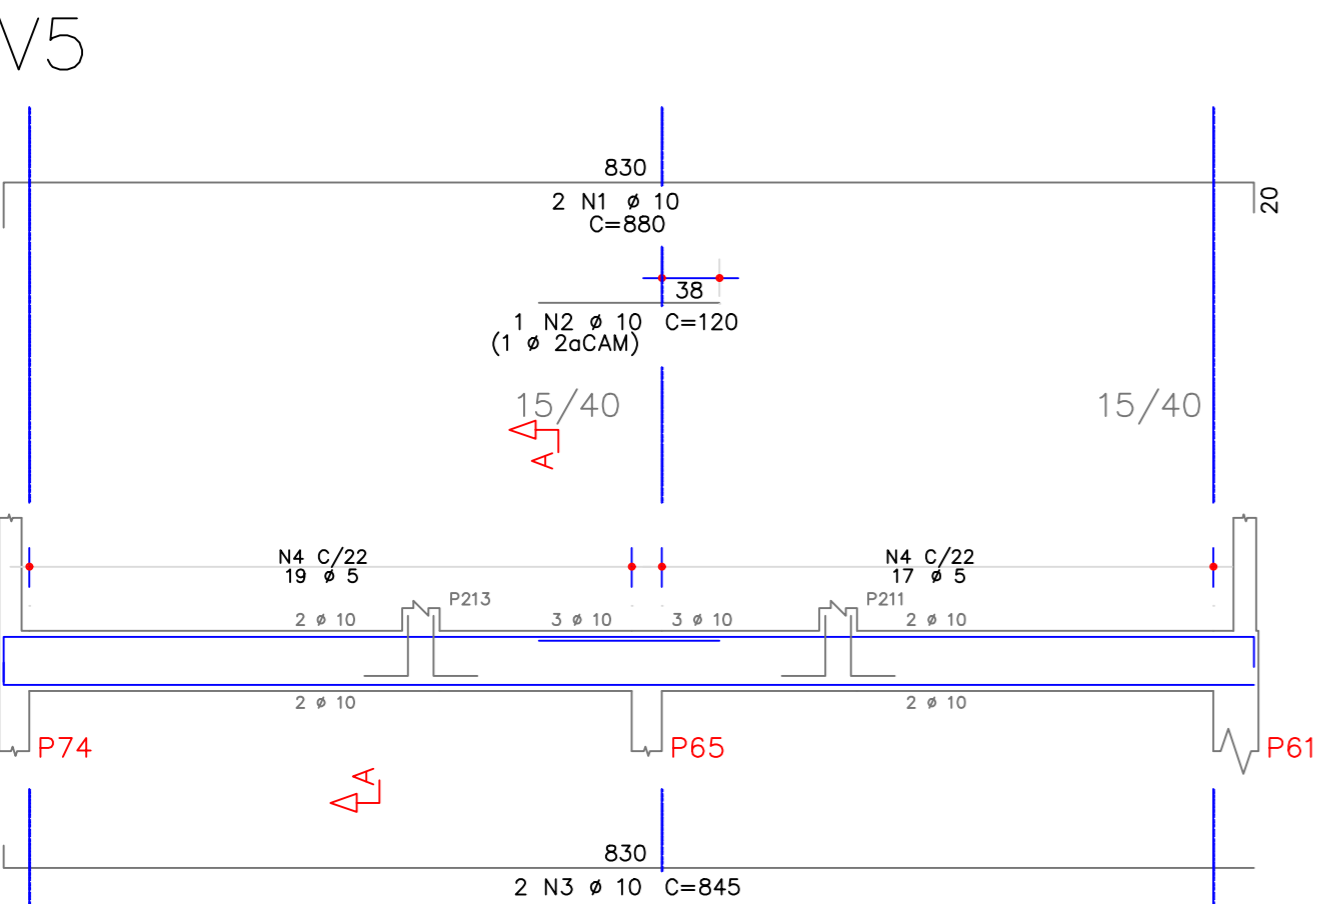 V5
830
20
2 N1 ø 10
C=880
38
1 N2 ø 10 C=120
(1 ø 2aCAM)
15/40
15/40
A
N4 C/22
19 ø 5
N4 C/22
17 ø 5
P213
P211
2 ø 10
3 ø 10
3 ø 10
2 ø 10
2 ø 10
2 ø 10
P74
P65
P61
A
830
2 N3 ø 10 C=845